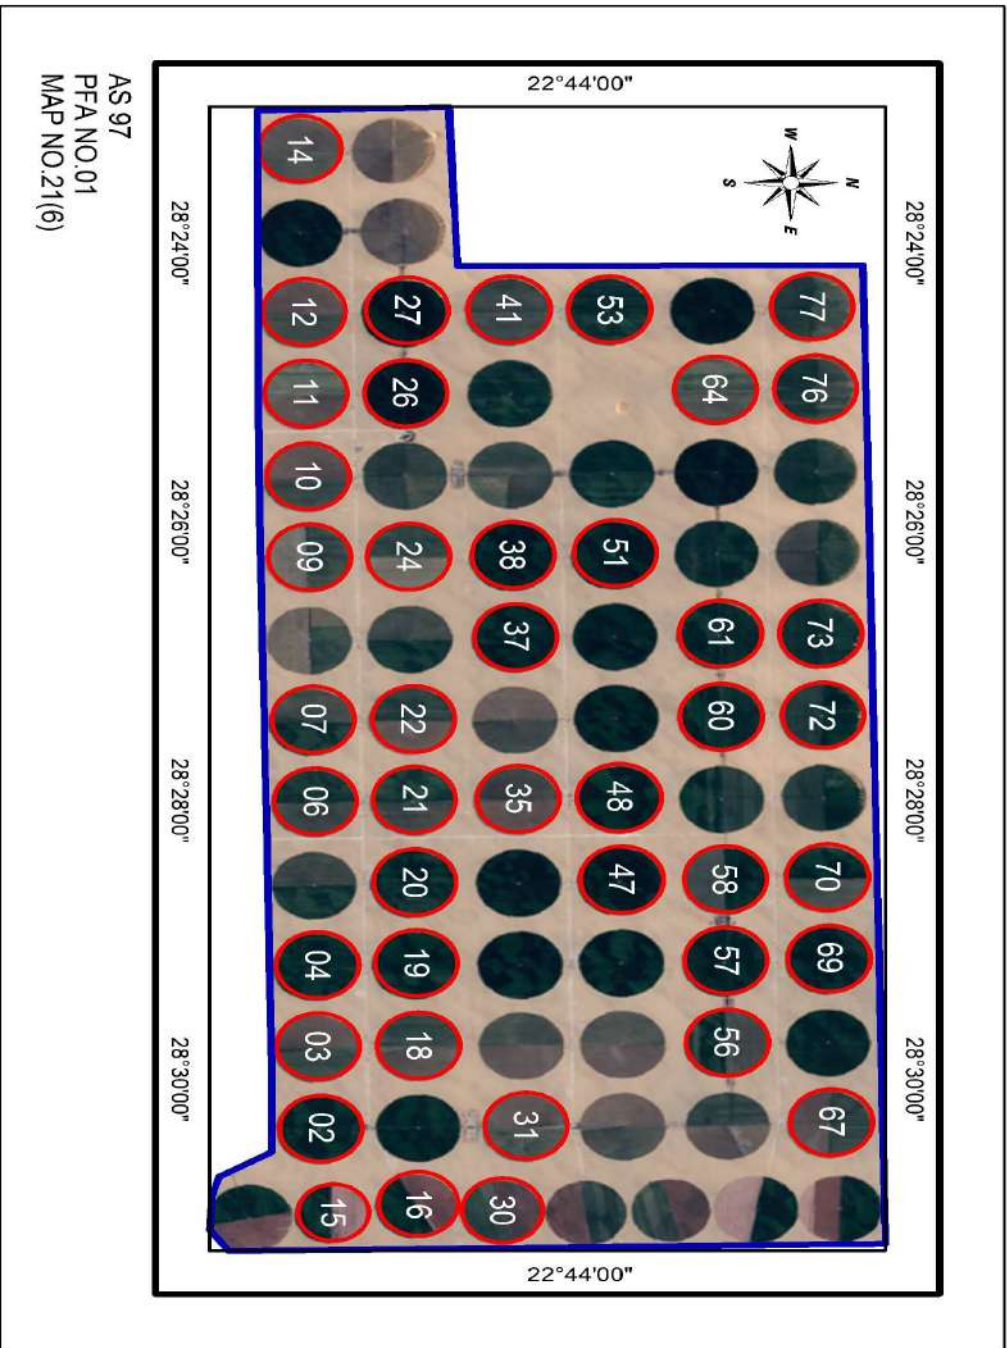 28°24'00" 28°26'00" 28°28'00" 28°30'00"
22°44'00"
N
W E
S
77 76 73 72 70 69 67
64 61 60 58 57 56
53 51 48 47
41 38 37 35 31 30
27 26 24 22 21 20 19 18 16
14 12 11 10 09 07 06 04 03 02 15
22°44'00"
28°24'00" 28°26'00" 28°28'00" 28°30'00"
AS 97
PFA NO.01
MAP NO.21(6)